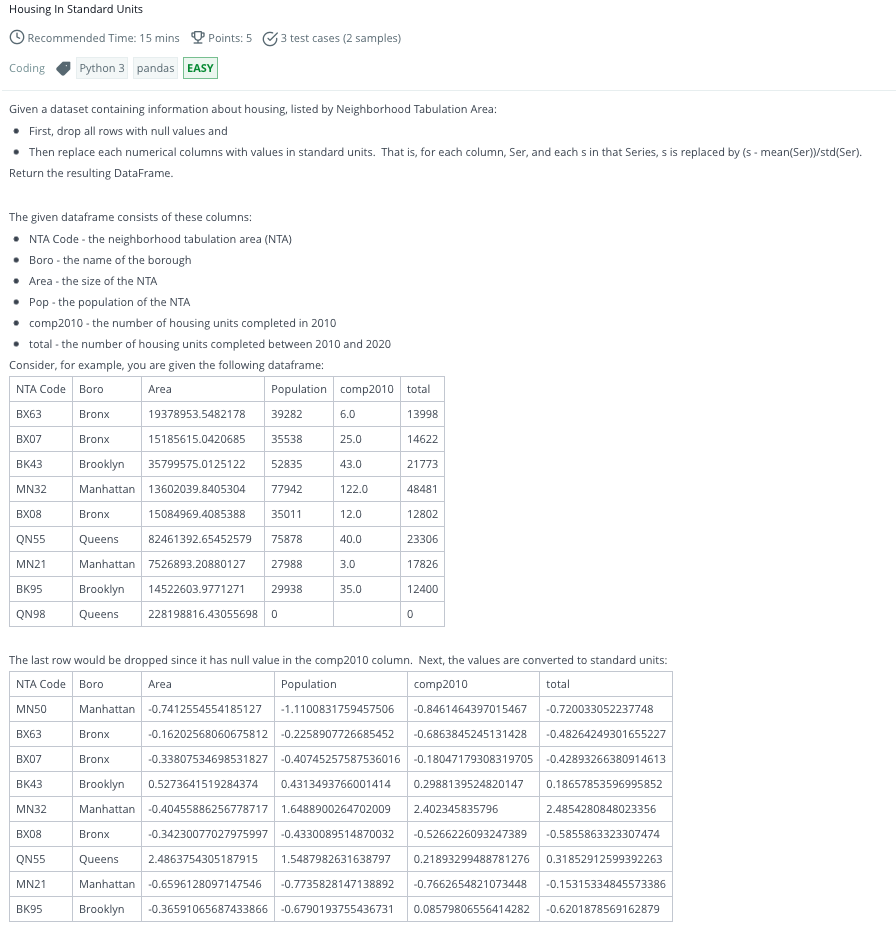 Housing In Standard Units
Recommended Time: 15 mins Points: 5 3 test cases (2 samples)
Coding Python 3 pandas EASY
Given a dataset containing information about housing, listed by Neighborhood Tabulation Area:
First, drop all rows with null values and
Then replace each numerical columns with values in standard units. That is, for each column, Ser, and each s in that Series, s is replaced by (s - mean(Ser))/std(Ser).
Return the resulting DataFrame.
The given dataframe consists of these columns:
NTA Code - the neighborhood tabulation area (NTA)
Boro - the name of the borough
Area - the size of the NTA
Pop - the population of the NTA
comp2010 - the number of housing units completed in 2010
total - the number of housing units completed between 2010 and 2020
Consider, for example, you are given the following dataframe:
NTA Code Boro Area Population comp2010 total
BX63 Bronx 19378953.5482178 39282 6.0 13998
BX07 Bronx 15185615.0420685 35538 25.0 14622
BK43 Brooklyn 35799575.0125122 52835 43.0 21773
MN32 Manhattan 13602039.8405304 77942 122.0 48481
BX08 Bronx 15084969.4085388 35011 12.0 12802
QN55 Queens 82461392.65452579 75878 40.0 23306
MN21 Manhattan 7526893.20880127 27988 3.0 17826
BK95 Brooklyn 14522603.9771271 29938 35.0 12400
QN98 Queens 228198816.43055698 0 0
The last row would be dropped since it has null value in the comp2010 column. Next, the values are converted to standard units:
NTA Code Boro Area Population comp2010 total
MN50 Manhattan -0.7412554554185127 -1.1100831759457506 -0.8461464397015467 -0.720033052237748
BX63 Bronx -0.16202568060675812 -0.2258907726685452 -0.6863845245131428 -0.48264249301655227
BX07 Bronx -0.33807534698531827 -0.40745257587536016 -0.18047179308319705 -0.42893266380914613
BK43 Brooklyn 0.5273641519284374 0.4313493766001414 0.2988139524820147 0.18657853596995852
MN32 Manhattan -0.40455886256778717 1.6488900264702009 2.402345835796 2.4854280848023356
BX08 Bronx -0.34230077027975997 -0.4330089514870032 -0.5266226093247389 -0.5855863323307474
QN55 Queens 2.4863754305187915 1.5487982631638797 0.21893299488781276 0.31852912599392263
MN21 Manhattan -0.6596128097147546 -0.7735828147138892 -0.7662654821073448 -0.15315334845573386
BK95 Brooklyn -0.36591065687433866 -0.6790193755436731 0.08579806556414282 -0.6201878569162879